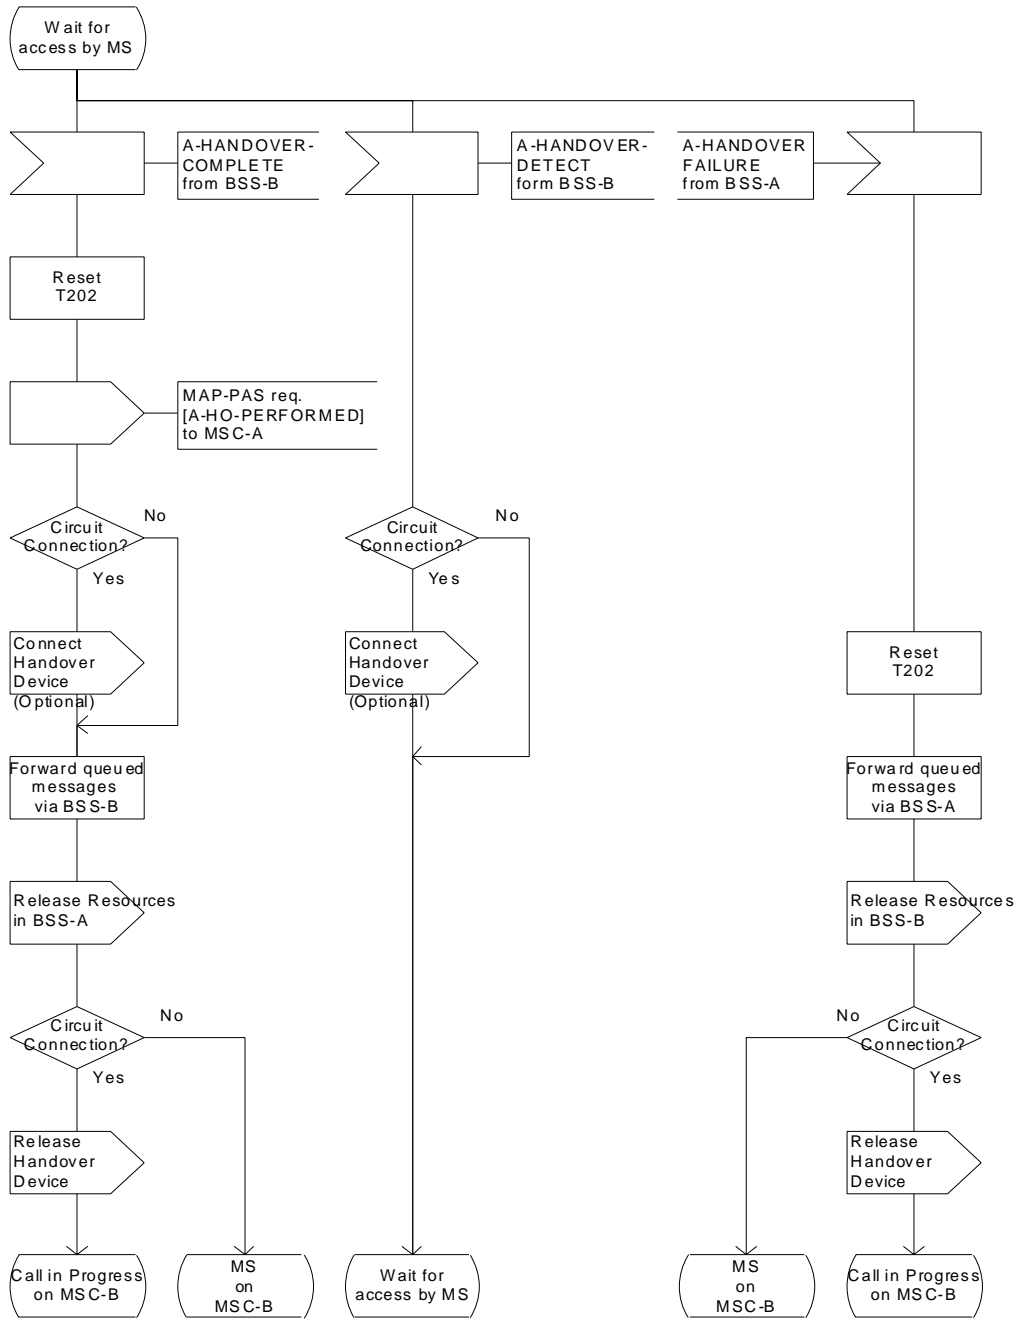 Wait for
access by MS
A-HANDOVER-
COMPLETE
from BSS-B
A-HANDOVER-
DETECT
form BSS-B
A-HANDOVER
FAILURE
from BSS-A
Reset
T202
MAP-PAS req.
[A-HO-PERFORMED]
to MSC-A
Circuit
Connection?
No
Yes
Circuit
Connection?
No
Yes
Connect
Handover
Device
(Optional)
Connect
Handover
Device
(Optional)
Reset
T202
Forward queued
messages
via BSS-B
Forward queued
messages
via BSS-A
Release Resources
in BSS-A
Release Resources
in BSS-B
Circuit
Connection?
No
Yes
No
Circuit
Connection?
Yes
Release
Handover
Device
Release
Handover
Device
Call in Progress
on MSC-B
MS
on
MSC-B
Wait for
access by MS
MS
on
MSC-B
Call in Progress
on MSC-B